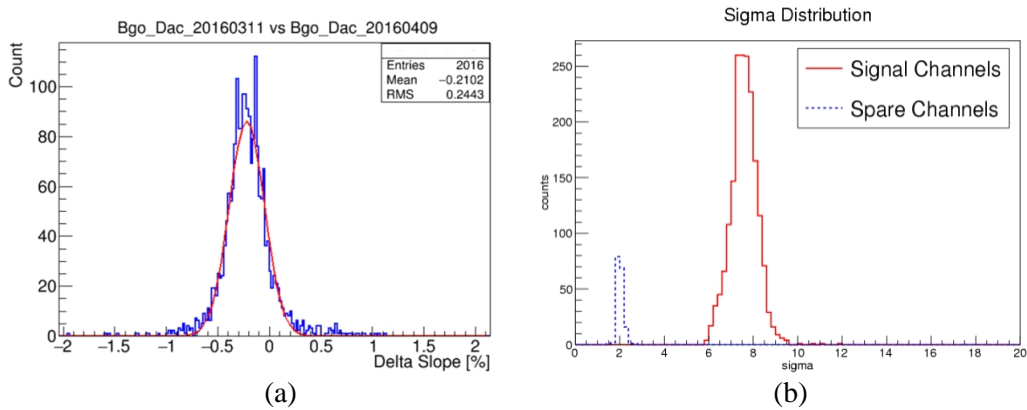 Bgo_Dac_20160311 vs Bgo_Dac_20160409
Count
Entries 2016
Mean −0.2102
RMS 0.2443
100
80
60
40
20
0
−2 −1.5 −1 −0.5 0 0.5 1 1.5 2
Delta Slope [%]
(a)
Sigma Distribution
counts
250
200
150
100
50
0
Signal Channels
Spare Channels
0 2 4 6 8 10 12 14 16 18 20
sigma
(b)